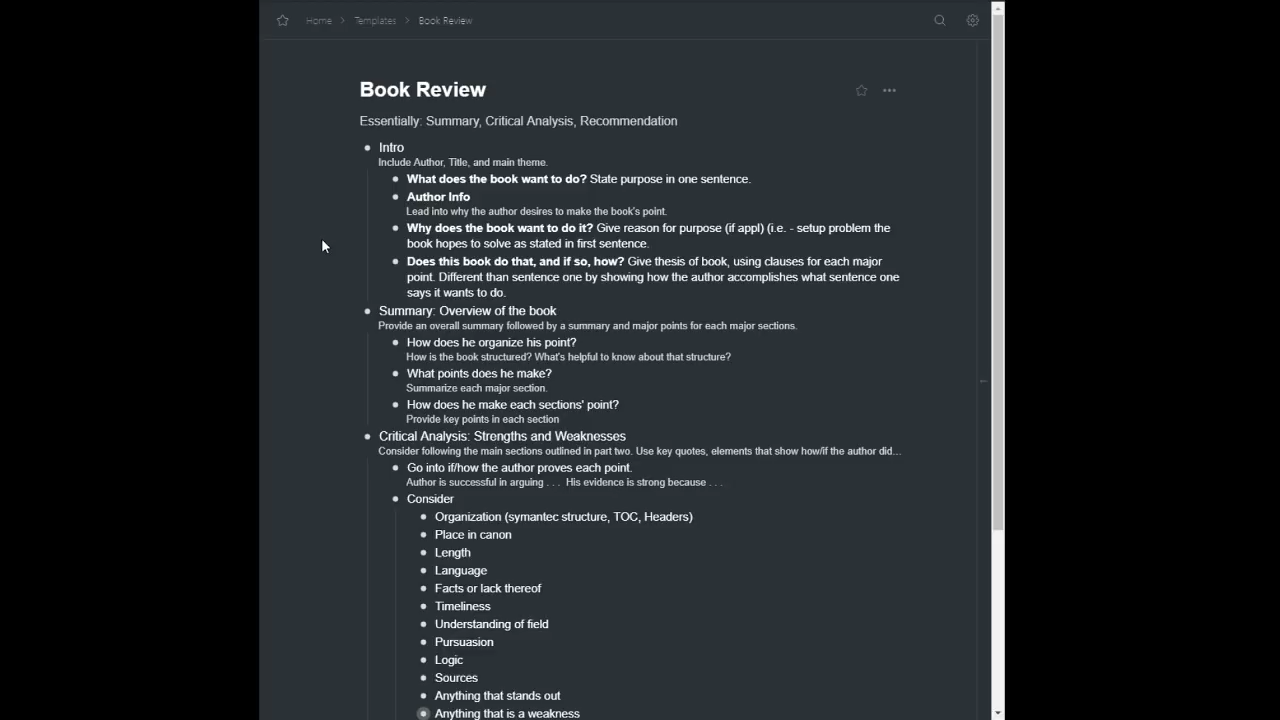 Home > Templates > Book Review
Book Review
Essentially: Summary, Critical Analysis, Recommendation
Intro
Include Author, Title, and main theme.
What does the book want to do? State purpose in one sentence.
Author Info
Lead into why the author desires to make the book's point.
Why does the book want to do it? Give reason for purpose (if appl) (i.e. - setup problem the
book hopes to solve as stated in first sentence.
Does this book do that, and if so, how? Give thesis of book, using clauses for each major
point. Different than sentence one by showing how the author accomplishes what sentence one
says it wants to do.
Summary: Overview of the book
Provide an overall summary followed by a summary and major points for each major sections.
How does he organize his point?
How is the book structured? What's helpful to know about that structure?
What points does he make?
Summarize each major section.
How does he make each sections' point?
Provide key points in each section
Critical Analysis: Strengths and Weaknesses
Consider following the main sections outlined in part two. Use key quotes, elements that show how/if the author did...
Go into if/how the author proves each point.
Author is successful in arguing . . .  His evidence is strong because . . .
Consider
Organization (symantec structure, TOC, Headers)
Place in canon
Length
Language
Facts or lack thereof
Timeliness
Understanding of field
Pursuasion
Logic
Sources
Anything that stands out
Anything that is a weakness